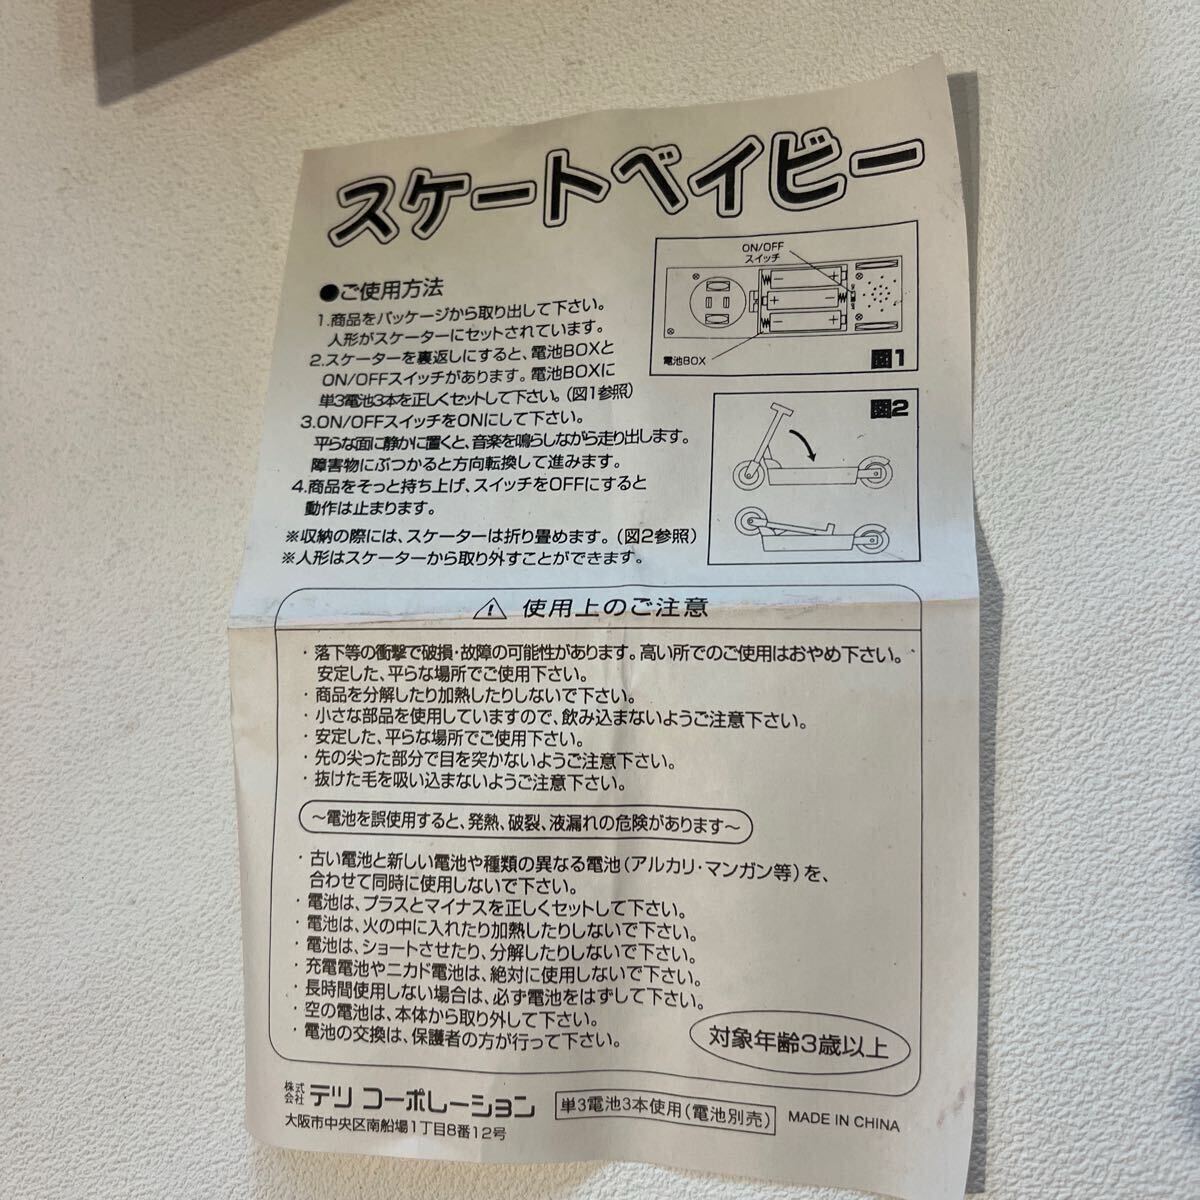 スケートベイビー
●ご使用方法
1.商品をパッケージから取り出して下さい。
人形がスケーターにセットされています。
2.スケーターを裏返しにすると、電池BOXと
ON/OFFスイッチがあります。電池BOXに
単3電池3本を正しくセットして下さい。(図1参照)
3.ON/OFFスイッチをONにして下さい。
平らな面に静かに置くと、音楽を鳴らしながら走り出します。
障害物にぶつかると方向転換して進みます。
4.商品をそっと持ち上げ、スイッチをOFFにすると
動作は止まります。
※収納の際には、スケーターは折り畳めます。(図2参照)
※人形はスケーターから取り外すことができます。
ON/OFF
スイッチ
電池BOX
図1
図2
⚠ 使用上のご注意
・落下等の衝撃で破損・故障の可能性があります。高い所でのご使用はおやめ下さい。
安定した、平らな場所でご使用下さい。
・商品を分解したり加熱したりしないで下さい。
・小さな部品を使用していますので、飲み込まないようご注意下さい。
・安定した、平らな場所でご使用下さい。
・先の尖った部分で目を突かないようご注意下さい。
・抜けた毛を吸い込まないようご注意下さい。
～電池を誤使用すると、発熱、破裂、液漏れの危険があります～
・古い電池と新しい電池や種類の異なる電池(アルカリ・マンガン等)を、
合わせて同時に使用しないで下さい。
・電池は、プラスとマイナスを正しくセットして下さい。
・電池は、火の中に入れたり加熱したりしないで下さい。
・電池は、ショートさせたり、分解したりしないで下さい。
・充電電池やニカド電池は、絶対に使用しないで下さい。
・長時間使用しない場合は、必ず電池をはずして下さい。
・空の電池は、本体から取り外して下さい。
・電池の交換は、保護者の方が行って下さい。
対象年齢3歳以上
株式会社 テツ コーポレーション
大阪市中央区南船場1丁目8番12号
単3電池3本使用(電池別売)
MADE IN CHINA